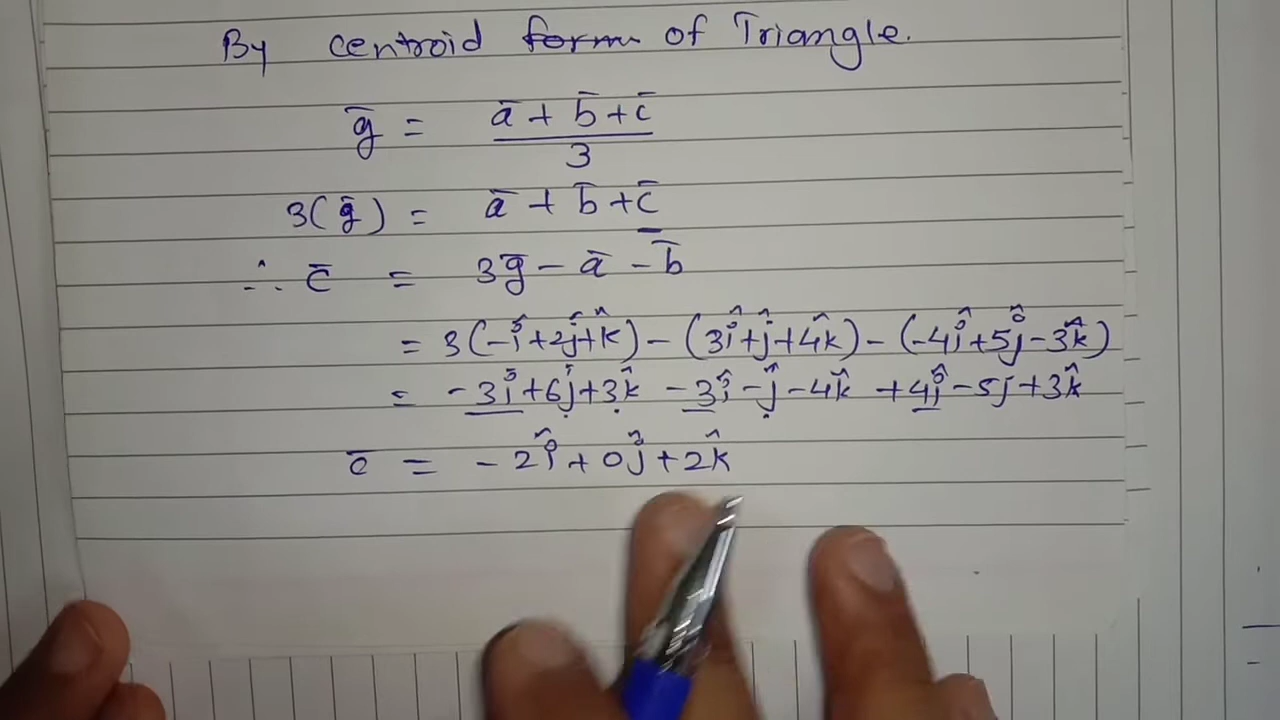 By centroid form of Triangle.
ḡ = ā + b̄ + c̄
3
3(ḡ) = ā + b̄ + c̄
∴ c̄ = 3ḡ - ā - b̄
= 3(-î+2ĵ+k̂) - (3î+ĵ+4k̂) - (-4î+5ĵ-3k̂)
= -3î+6ĵ+3k̂ -3î-ĵ-4k̂ +4î-5j+3k̂
c̄ = -2î+0ĵ+2k̂